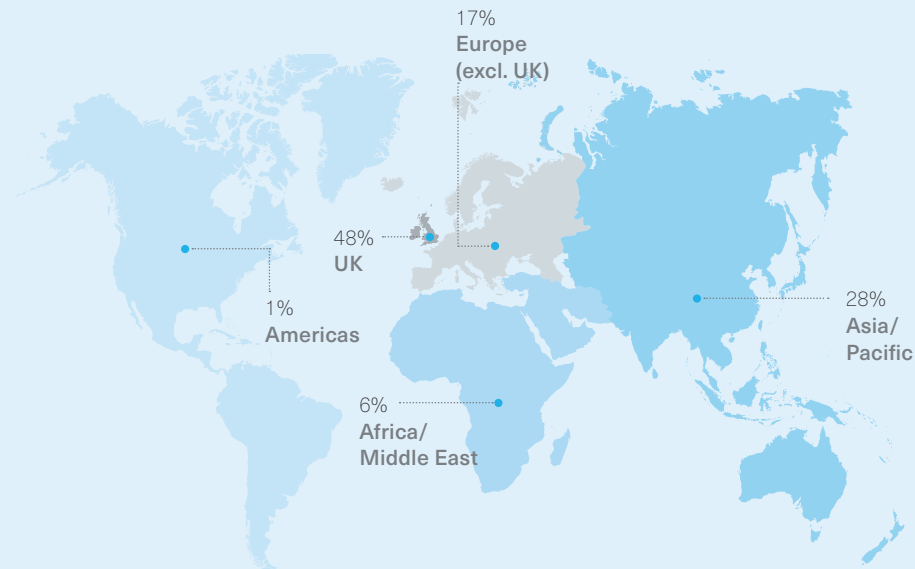 17%
Europe
(excl. UK)
48%
UK
1%
Americas
28%
Asia/
Pacific
6%
Africa/
Middle East